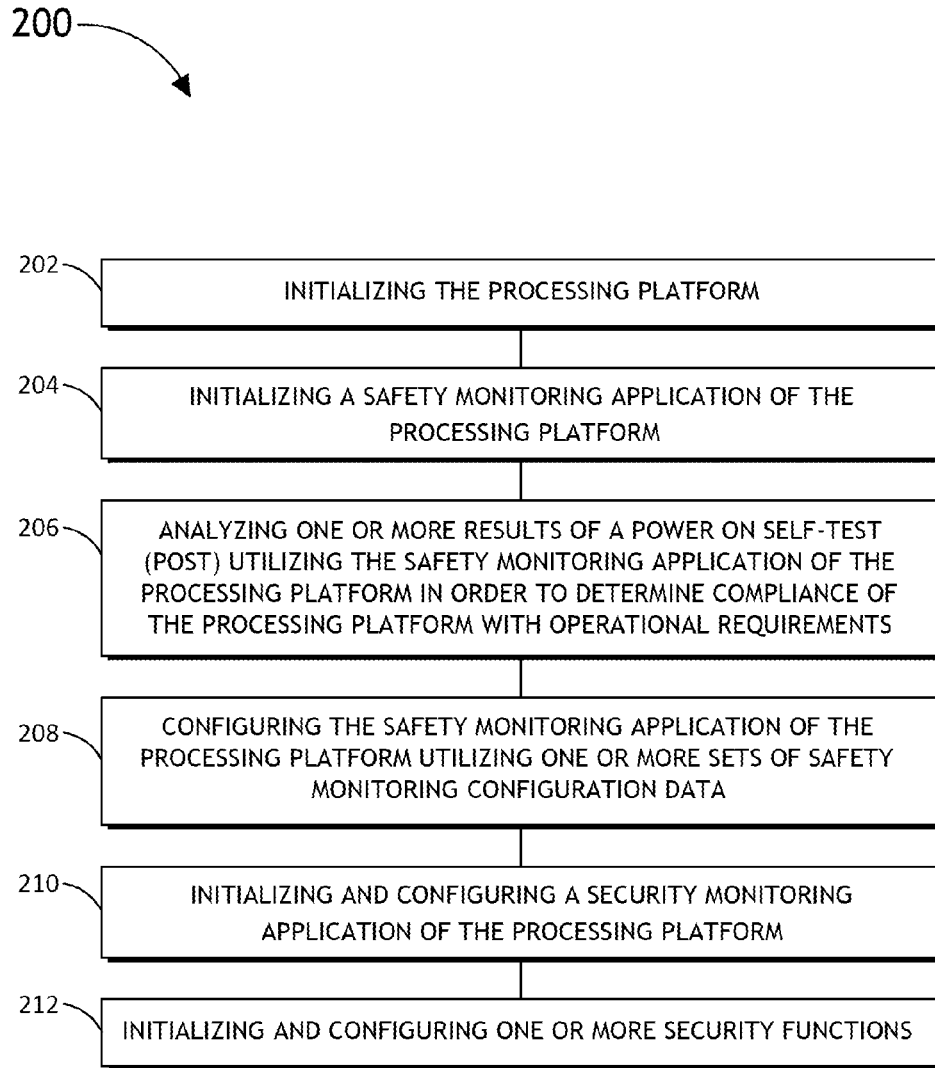 200
202
INITIALIZING THE PROCESSING PLATFORM
204
INITIALIZING A SAFETY MONITORING APPLICATION OF THE
PROCESSING PLATFORM
206
ANALYZING ONE OR MORE RESULTS OF A POWER ON SELF-TEST
(POST) UTILIZING THE SAFETY MONITORING APPLICATION OF THE
PROCESSING PLATFORM IN ORDER TO DETERMINE COMPLIANCE OF
THE PROCESSING PLATFORM WITH OPERATIONAL REQUIREMENTS
208
CONFIGURING THE SAFETY MONITORING APPLICATION OF THE
PROCESSING PLATFORM UTILIZING ONE OR MORE SETS OF SAFETY
MONITORING CONFIGURATION DATA
210
INITIALIZING AND CONFIGURING A SECURITY MONITORING
APPLICATION OF THE PROCESSING PLATFORM
212
INITIALIZING AND CONFIGURING ONE OR MORE SECURITY FUNCTIONS